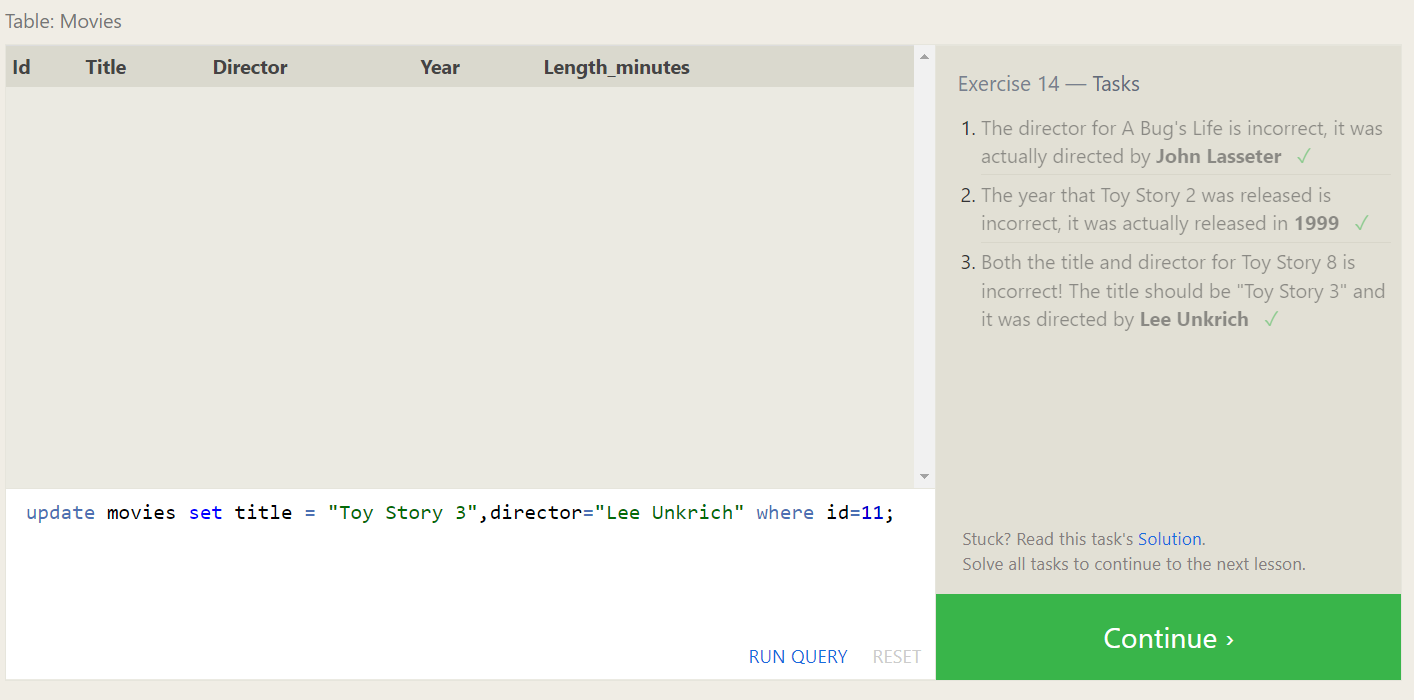 Table: Movies
Id Title Director Year Length_minutes
Exercise 14 — Tasks
1. The director for A Bug's Life is incorrect, it was
actually directed by John Lasseter ✓
2. The year that Toy Story 2 was released is
incorrect, it was actually released in 1999 ✓
3. Both the title and director for Toy Story 8 is
incorrect! The title should be "Toy Story 3" and
it was directed by Lee Unkrich ✓
update movies set title = "Toy Story 3",director="Lee Unkrich" where id=11;
RUN QUERY RESET
Stuck? Read this task's Solution.
Solve all tasks to continue to the next lesson.
Continue ›